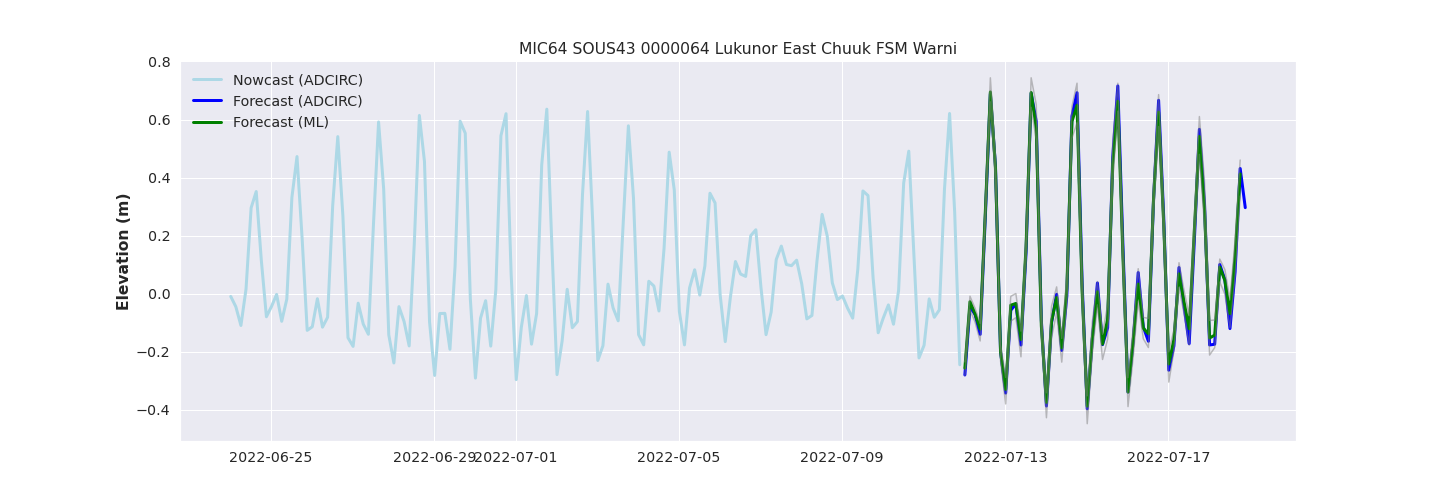 MIC64 SOUS43 0000064 Lukunor East Chuuk FSM Warni
Elevation (m)
0.8
0.6
0.4
0.2
0.0
−0.2
−0.4
Nowcast (ADCIRC)
Forecast (ADCIRC)
Forecast (ML)
2022-06-25 2022-06-29 2022-07-01 2022-07-05 2022-07-09 2022-07-13 2022-07-17